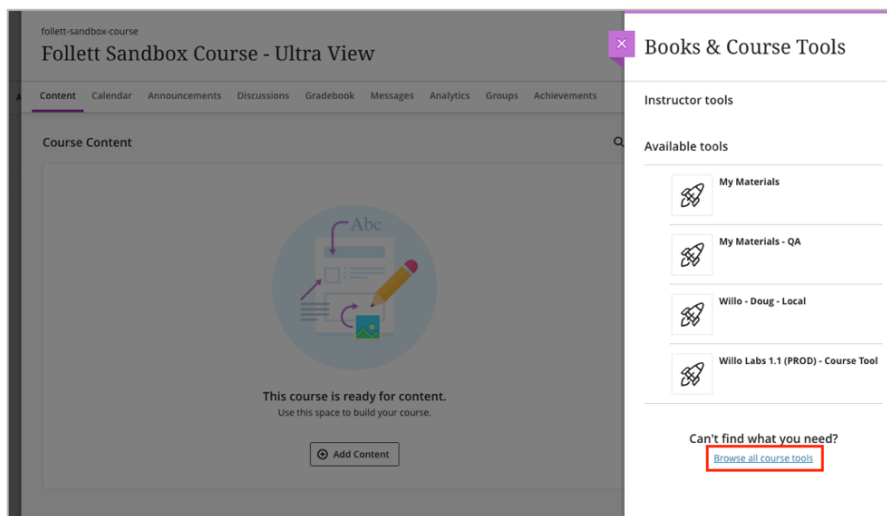 follett-sandbox-course
Follett Sandbox Course - Ultra View
Content Calendar Announcements Discussions Gradebook Messages Analytics Groups Achievements
Course Content
Abc
This course is ready for content.
Use this space to build your course.
Add Content
Books & Course Tools
Instructor tools
Available tools
My Materials
My Materials - QA
Willo - Doug - Local
Willo Labs 1.1 (PROD) - Course Tool
Can't find what you need?
Browse all course tools